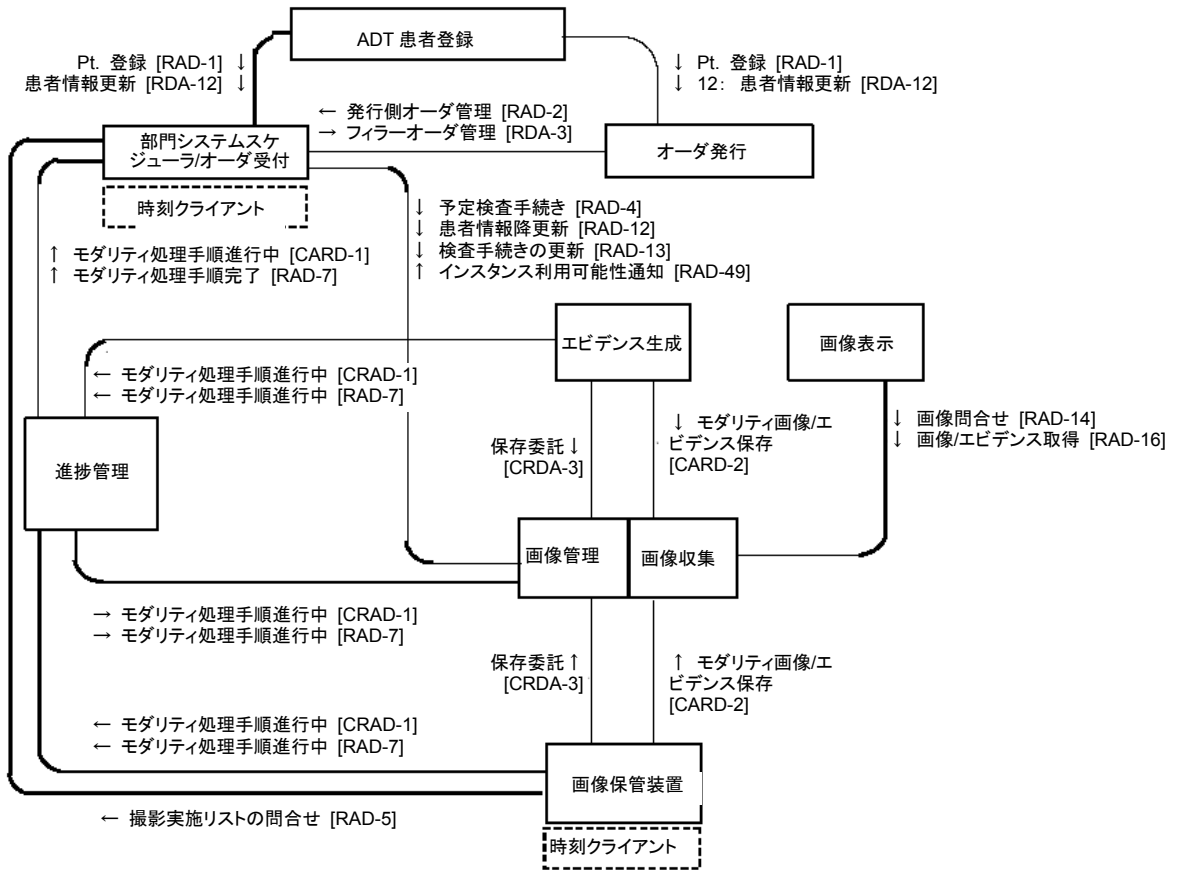 ADT 患者登録
Pt. 登録 [RAD-1] ↓
患者情報更新 [RDA-12] ↓
↓ Pt. 登録 [RAD-1]
↓ 12: 患者情報更新 [RDA-12]
← 発行側オーダ管理 [RAD-2]
→ フィラーオーダ管理 [RDA-3]
部門システムスケ
ジューラ/オーダ受付
オーダ発行
時刻クライアント
↓ 予定検査手続き [RAD-4]
↓ 患者情報降更新 [RAD-12]
↓ 検査手続きの更新 [RAD-13]
↑ インスタンス利用可能性通知 [RAD-49]
↑ モダリティ処理手順進行中 [CARD-1]
↑ モダリティ処理手順完了 [RAD-7]
エビデンス生成
画像表示
← モダリティ処理手順進行中 [CRAD-1]
← モダリティ処理手順進行中 [RAD-7]
保存委託↓
[CRDA-3]
↓ モダリティ画像/エ
ビデンス保存
[CARD-2]
↓ 画像問合せ [RAD-14]
↓ 画像/エビデンス取得 [RAD-16]
進捗管理
画像管理
画像収集
→ モダリティ処理手順進行中 [CRAD-1]
→ モダリティ処理手順進行中 [RAD-7]
保存委託↑
[CRDA-3]
↑ モダリティ画像/エ
ビデンス保存
[CARD-2]
← モダリティ処理手順進行中 [CRAD-1]
← モダリティ処理手順進行中 [RAD-7]
画像保管装置
← 撮影実施リストの問合せ [RAD-5]
時刻クライアント